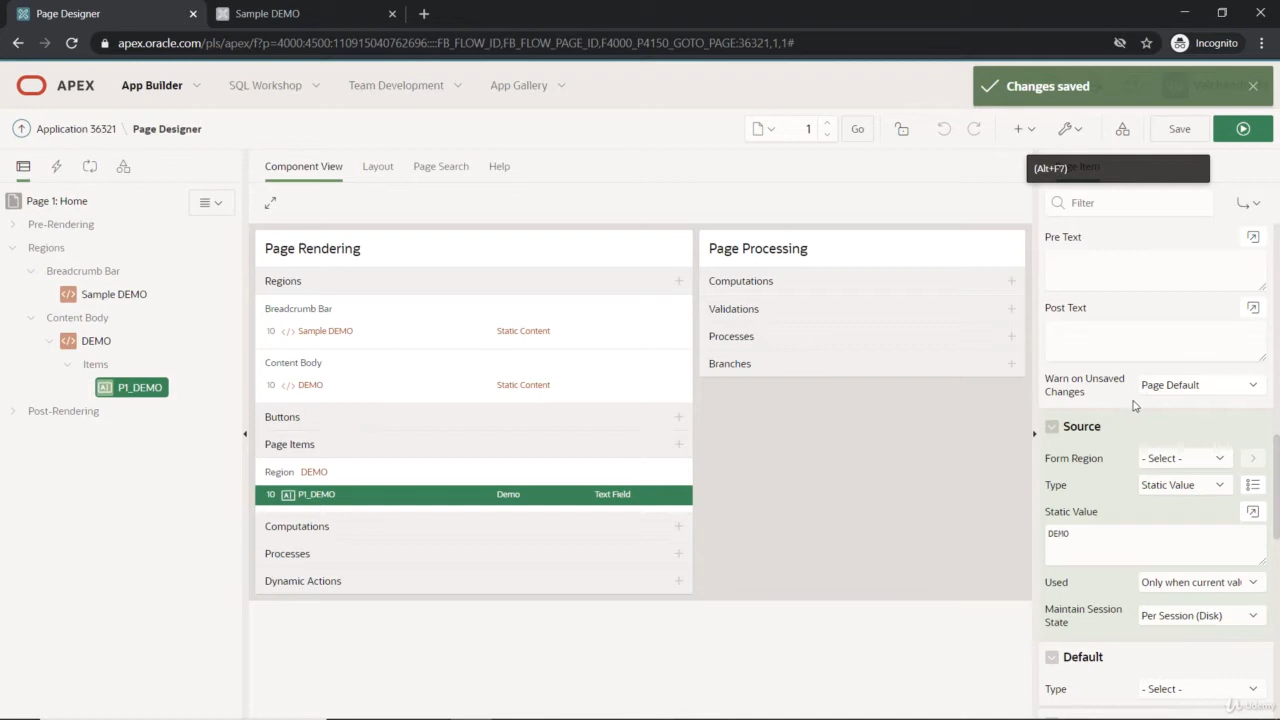 Page Designer
Sample DEMO
apex.oracle.com/pls/apex/f?p=4000:4500:110915040762696::::FB_FLOW_ID,FB_FLOW_PAGE_ID,F4000_P4150_GOTO_PAGE:36321,1,1#
Incognito
APEX
App Builder
SQL Workshop
Team Development
App Gallery
Changes saved
Application 36321
Page Designer
1
Go
Save
(Alt+F7)
Page 1: Home
Pre-Rendering
Regions
Breadcrumb Bar
Sample DEMO
Content Body
DEMO
Items
P1_DEMO
Post-Rendering
Component View
Layout
Page Search
Help
Page Rendering
Regions
Breadcrumb Bar
10 Sample DEMO Static Content
Content Body
10 DEMO Static Content
Buttons
Page Items
Region DEMO
10 P1_DEMO Demo Text Field
Computations
Processes
Dynamic Actions
Page Processing
Computations
Validations
Processes
Branches
Filter
Pre Text
Post Text
Warn on Unsaved Changes
Page Default
Source
Form Region
- Select -
Type
Static Value
Static Value
DEMO
Used
Only when current val
Maintain Session State
Per Session (Disk)
Default
Type
- Select -
Udemy